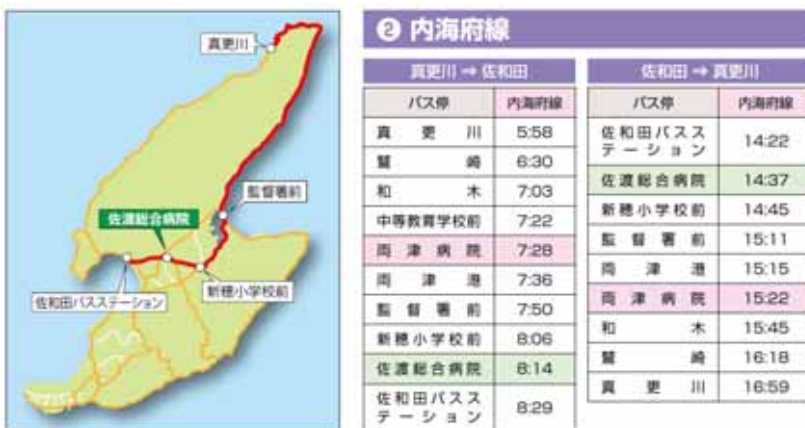 真更川
監督署前
佐渡総合病院
佐和田バスステーション
新穂小学校前
❷ 内海府線
真更川 ⇒ 佐和田
バス停 内海府線
真更川 5:58
鷲崎 6:30
和木 7:03
中等教育学校前 7:22
両津病院 7:28
両津港 7:36
監督署前 7:50
新穂小学校前 8:06
佐渡総合病院 8:14
佐和田バスス
テーション 8:29
佐和田 ⇒ 真更川
バス停 内海府線
佐和田バスス
テーション 14:22
佐渡総合病院 14:37
新穂小学校前 14:45
監督署前 15:11
両津港 15:15
両津病院 15:22
和木 15:45
鷲崎 16:18
真更川 16:59